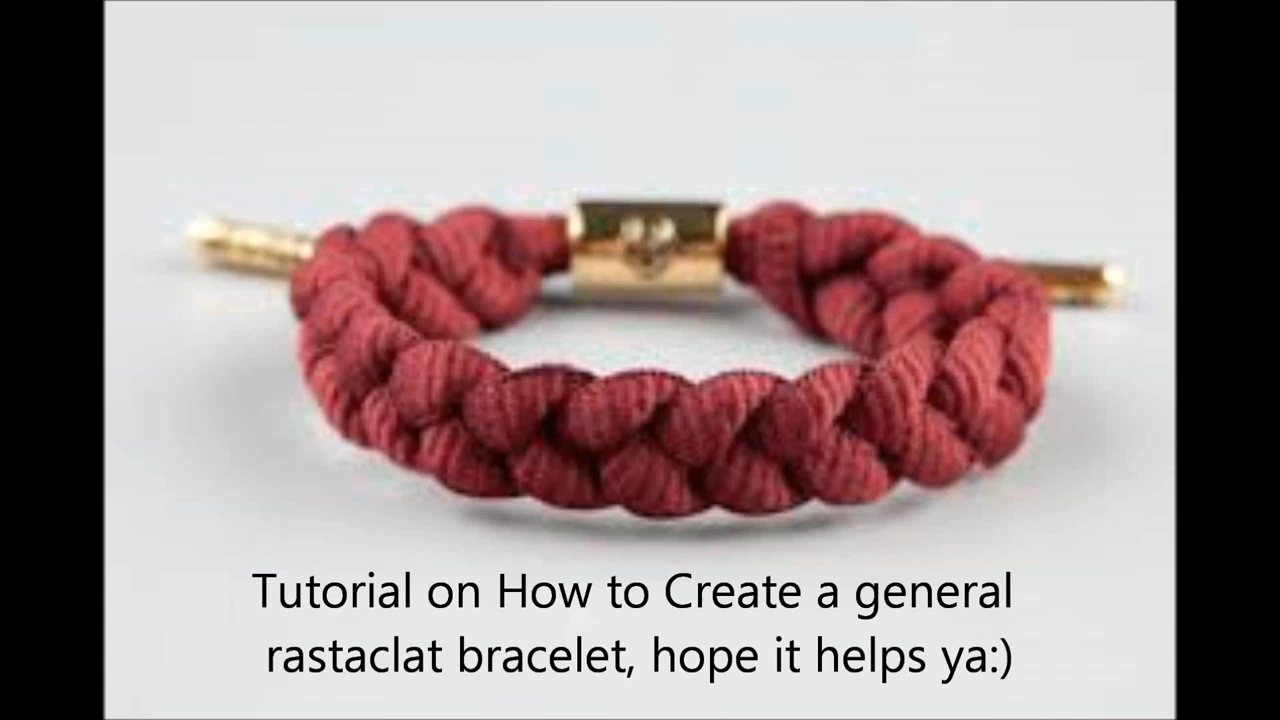 Tutorial on How to Create a general
rastaclat bracelet, hope it helps ya:)